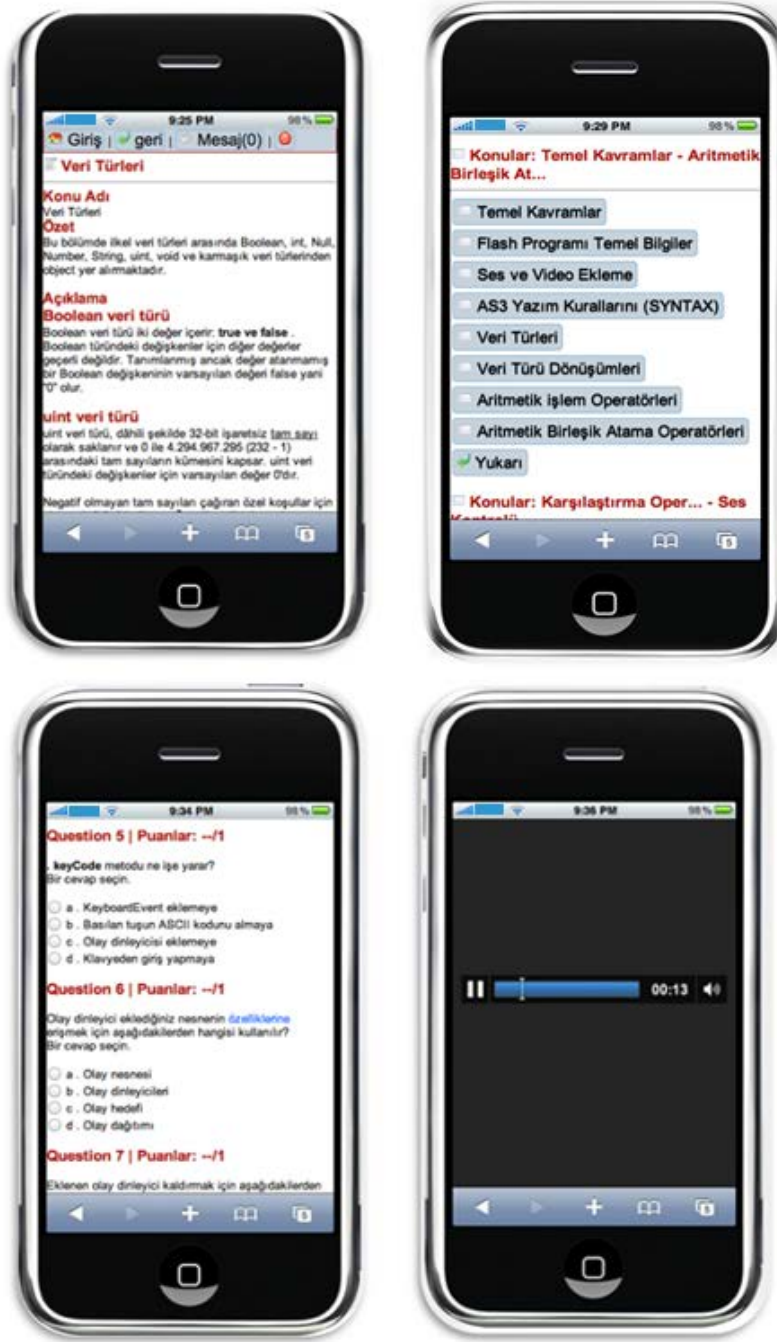 9:25 PM
98%
Giriş | geri | Mesaj(0) |
Veri Türleri
Konu Adı
Veri Türleri
Özet
Bu bölümde ilkel veri türleri arasında Boolean, int, Null,
Number, String, uint, void ve karmaşık veri türlerinden
object yer alırmaktadır.
Açıklama
Boolean veri türü
Boolean veri türü iki değer içerir: true ve false .
Boolean türündeki değişkenler için diğer değerler
geçerli değildir. Tanımlanmış ancak değer atanmamış
bir Boolean değişkeninin varsayılan değeri false yani
"0" olur.
uint veri türü
uint veri türü, dâhili şekilde 32-bit işaretsiz tam sayı
olarak saklanır ve 0 ile 4.294.967.295 (232 - 1)
arasındaki tam sayıların kümesini kapsar. uint veri
türündeki değişkenler için varsayılan değer 0'dır.
Negatif olmayan tam sayıları çağıran özel koşullar için
5
9:29 PM
98%
Konular: Temel Kavramlar - Aritmetik
Birleşik At...
Temel Kavramlar
Flash Programı Temel Bilgiler
Ses ve Video Ekleme
AS3 Yazım Kurallarını (SYNTAX)
Veri Türleri
Veri Türü Dönüşümleri
Aritmetik işlem Operatörleri
Aritmetik Birleşik Atama Operatörleri
Yukarı
Konular: Karşılaştırma Oper... - Ses
Kontrolü
5
9:34 PM
98%
Question 5 | Puanlar: --/1
. keyCode metodu ne işe yarar?
Bir cevap seçin.
a . KeyboardEvent eklemeye
b . Basılan tuşun ASCII kodunu almaya
c . Olay dinleyicisi eklemeye
d . Klavyeden giriş yapmaya
Question 6 | Puanlar: --/1
Olay dinleyici eklediğiniz nesnenin özelliklerine
erişmek için aşağıdakilerden hangisi kullanılır?
Bir cevap seçin.
a . Olay nesnesi
b . Olay dinleyicileri
c . Olay hedefi
d . Olay dağıtımı
Question 7 | Puanlar: --/1
Eklenen olay dinleyici kaldırmak için aşağıdakilerden
5
9:36 PM
98%
00:13
5